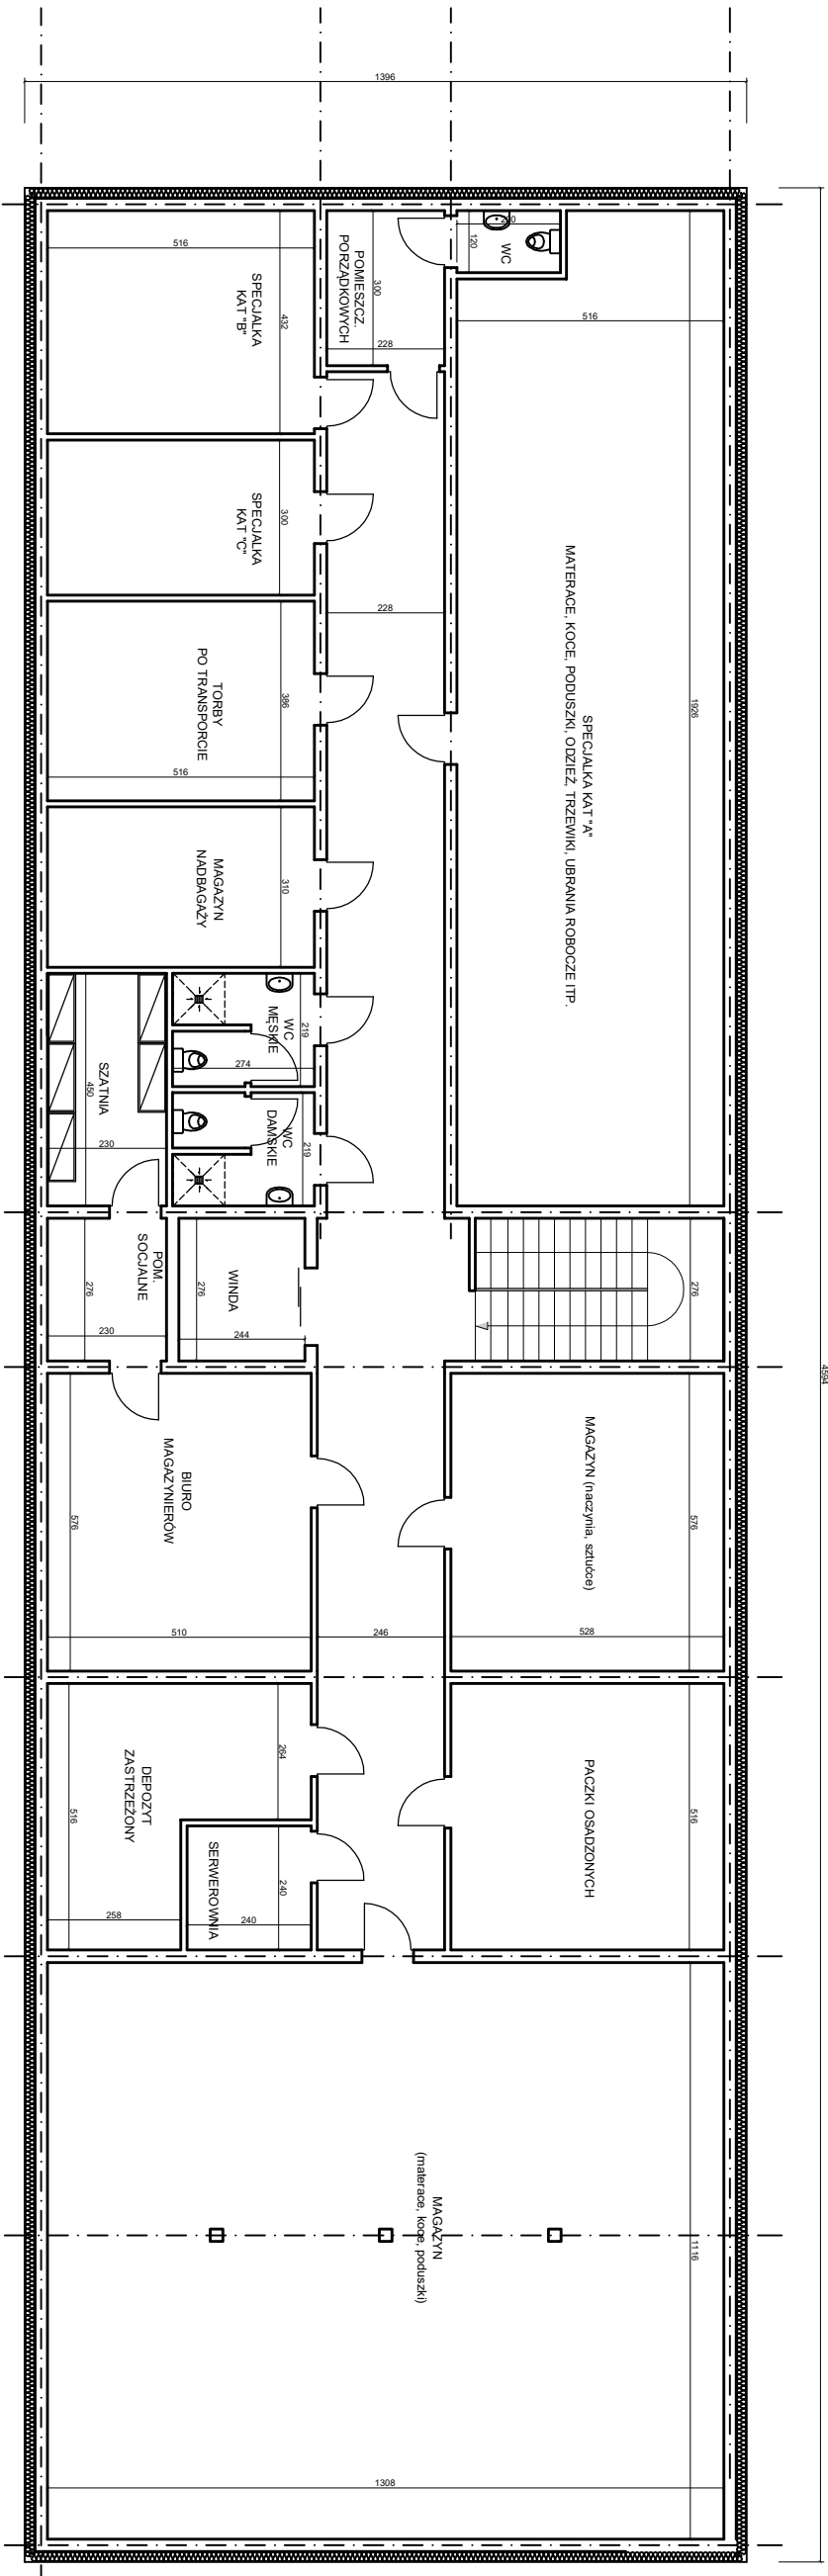 1396
4594
516
432
SPECJALKA
KAT "B"
POMIESZCZ.
PORZĄDKOWYCH
300
228
WC
120
516
SPECJALKA
KAT "C"
300
228
SPECJALKA KAT "A"
MATERACE, KOCE, PODUSZKI, ODZIEŻ, TRZEWIKI, UBRANIA ROBOCZE ITP.
1926
TORBY
PO TRANSPORCIE
386
516
MAGAZYN
NADBAGAŻY
310
WC
MĘSKIE
219
274
WC
DAMSKIE
219
SZATNIA
450
230
POM.
SOCJALNE
276
230
WINDA
276
244
276
BIURO
MAGAZYNIERÓW
576
510
246
MAGAZYN (naczynia, sztućce)
576
528
DEPOZYT
ZASTRZEŻONY
264
516
258
SERWEROWNIA
240
240
PACZKI OSADZONYCH
516
MAGAZYN
(materace, koce, poduszki)
1116
1308